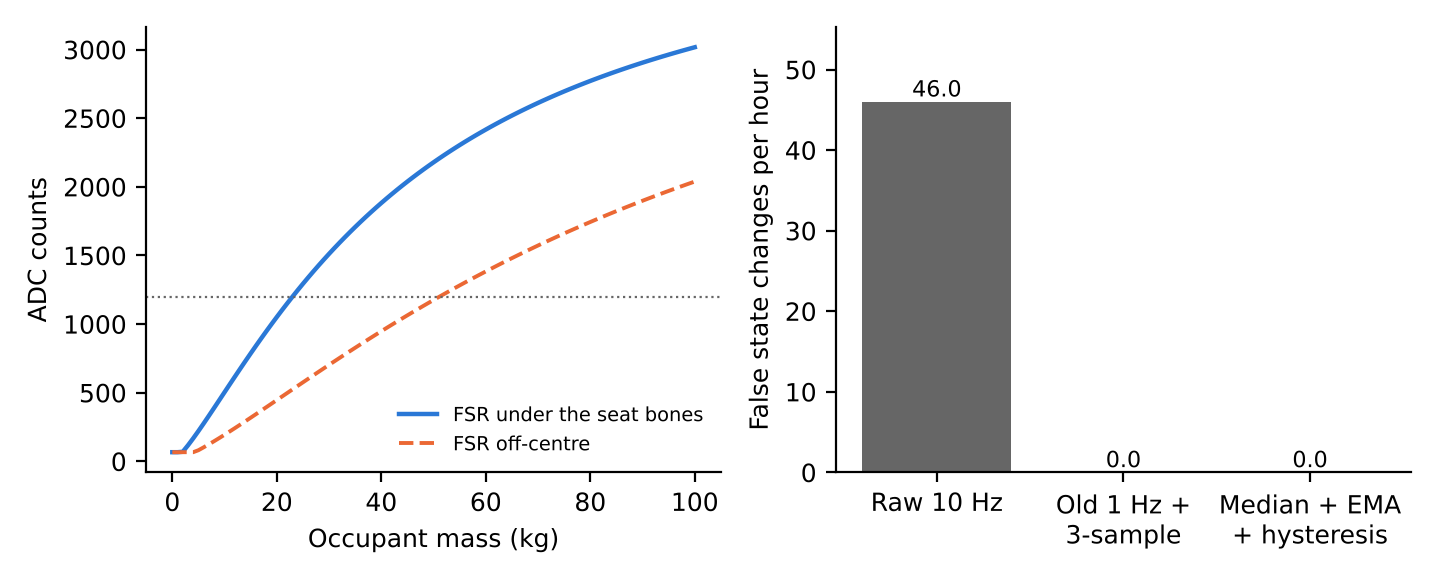 ADC counts
3000
2500
2000
1500
1000
500
0
FSR under the seat bones
FSR off-centre
0 20 40 60 80 100
Occupant mass (kg)
False state changes per hour
50
40
30
20
10
0
46.0
0.0
0.0
Raw 10 Hz
Old 1 Hz +
3-sample
Median + EMA
+ hysteresis